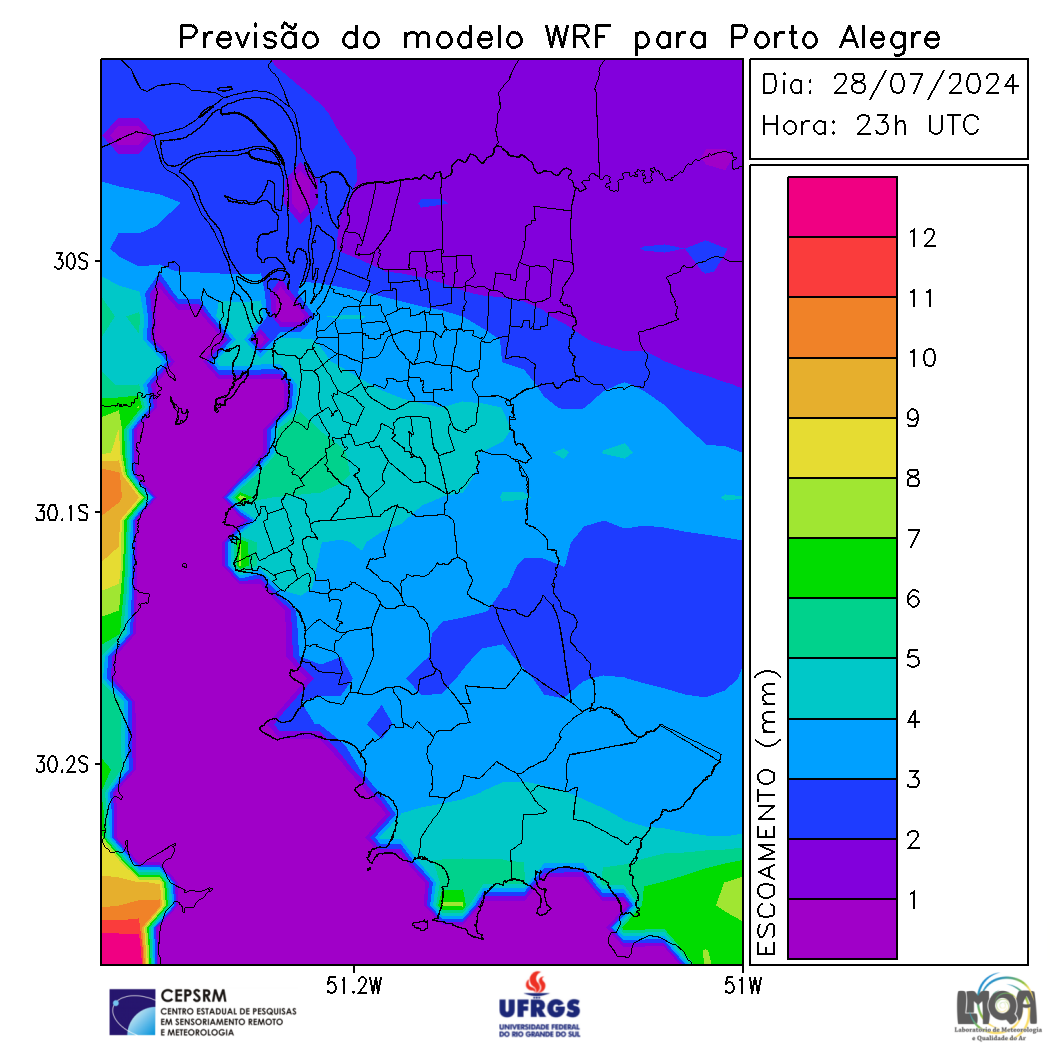 Previsão do modelo WRF para Porto Alegre
Dia: 28/07/2024
Hora: 23h UTC
12
11
10
9
8
7
6
5
4
3
2
1
ESCOAMENTO (mm)
30S
30.1S
30.2S
51.2W
51W
CEPSRM
CENTRO ESTADUAL DE PESQUISAS
EM SENSORIAMENTO REMOTO
E METEOROLOGIA
UFRGS
UNIVERSIDADE FEDERAL
DO RIO GRANDE DO SUL
LMQA
Laboratório de Meteorologia
e Qualidade do Ar